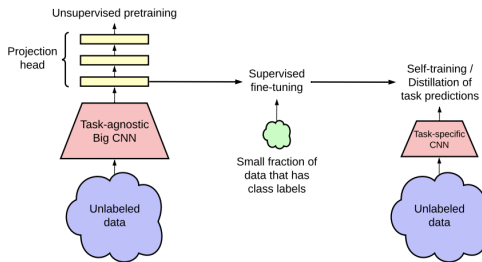 Unsupervised pretraining
Projection
head
Task-agnostic
Big CNN
Unlabeled
data
Supervised
fine-tuning
Small fraction of
data that has
class labels
Self-training /
Distillation of
task predictions
Task-specific
CNN
Unlabeled
data